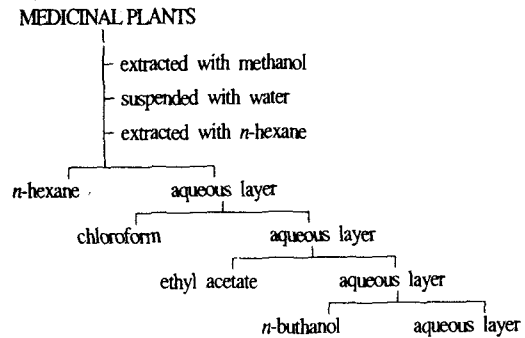 MEDICINAL PLANTS
extracted with methanol
suspended with water
extracted with n-hexane
n-hexane aqueous layer
chloroform aqueous layer
ethyl acetate aqueous layer
n-buthanol aqueous layer